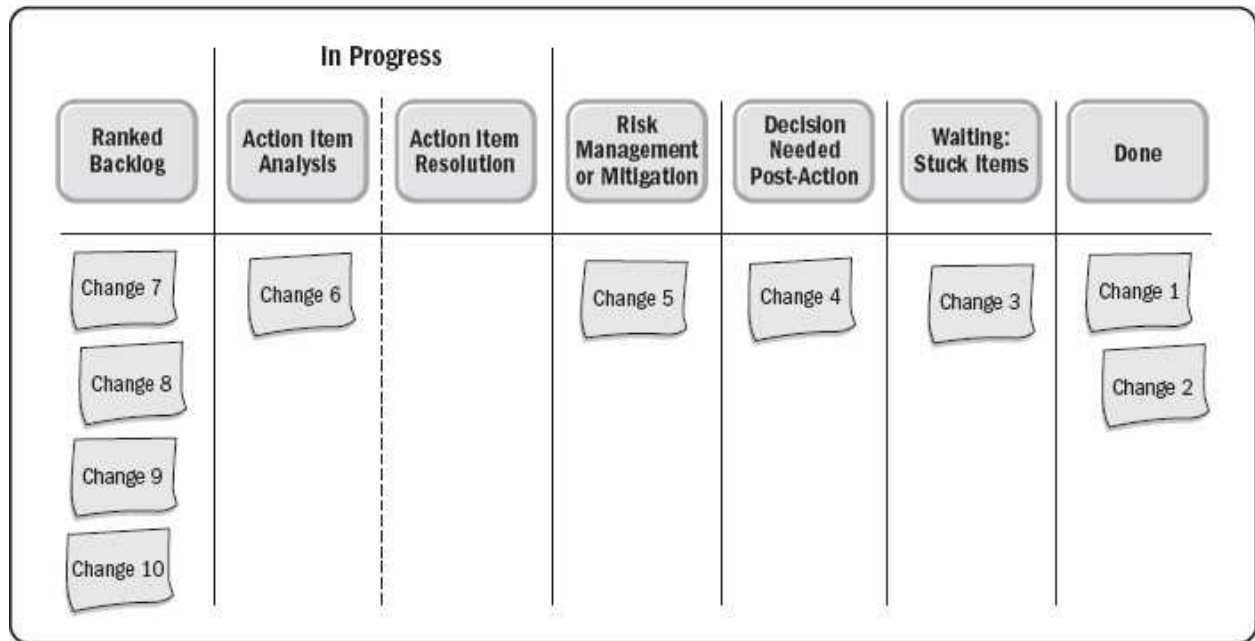 In Progress
Ranked
Backlog
Action Item
Analysis
Action Item
Resolution
Risk
Management
or Mitigation
Decision
Needed
Post-Action
Waiting:
Stuck Items
Done
Change 7
Change 8
Change 9
Change 10
Change 6
Change 5
Change 4
Change 3
Change 1
Change 2